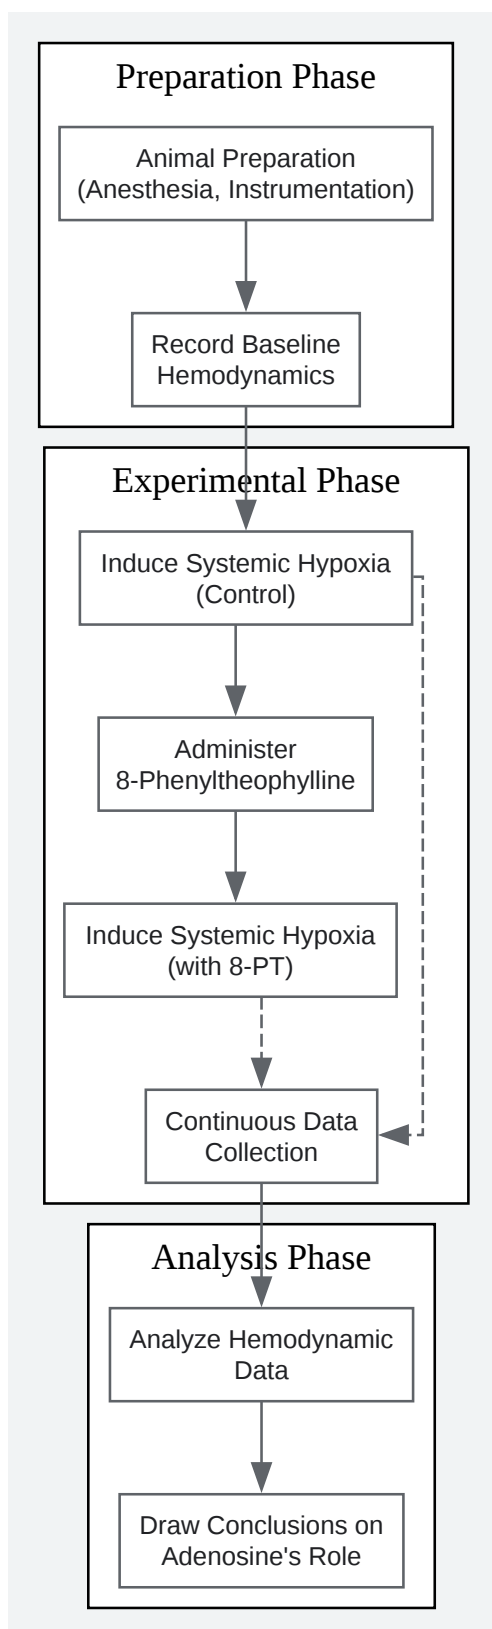 Preparation Phase
Animal Preparation
(Anesthesia, Instrumentation)
Record Baseline
Hemodynamics
Experimental Phase
Induce Systemic Hypoxia
(Control)
Administer
8-Phenyltheophylline
Induce Systemic Hypoxia
(with 8-PT)
Continuous Data
Collection
Analysis Phase
Analyze Hemodynamic
Data
Draw Conclusions on
Adenosine's Role